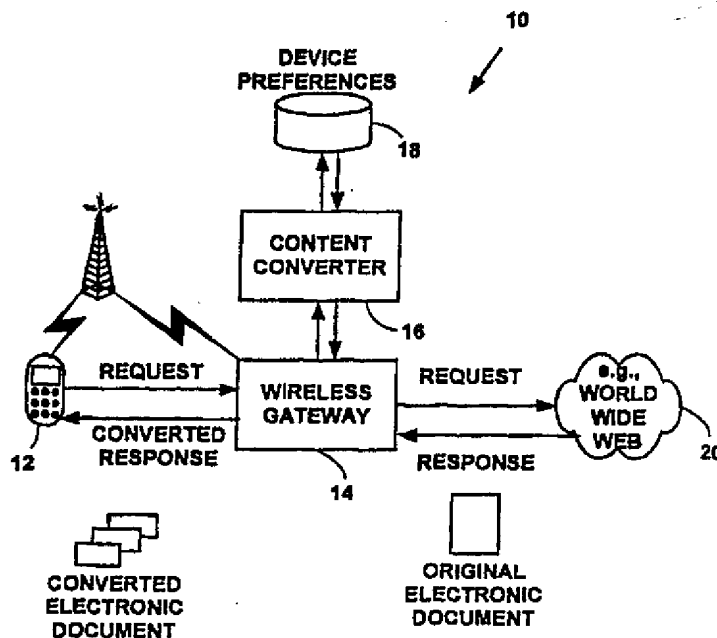 10
DEVICE
PREFERENCES
18
CONTENT
CONVERTER
16
REQUEST
WIRELESS
GATEWAY
REQUEST
e.g.,
WORLD
WIDE
WEB
12
CONVERTED
RESPONSE
14
RESPONSE
20
CONVERTED
ELECTRONIC
DOCUMENT
ORIGINAL
ELECTRONIC
DOCUMENT